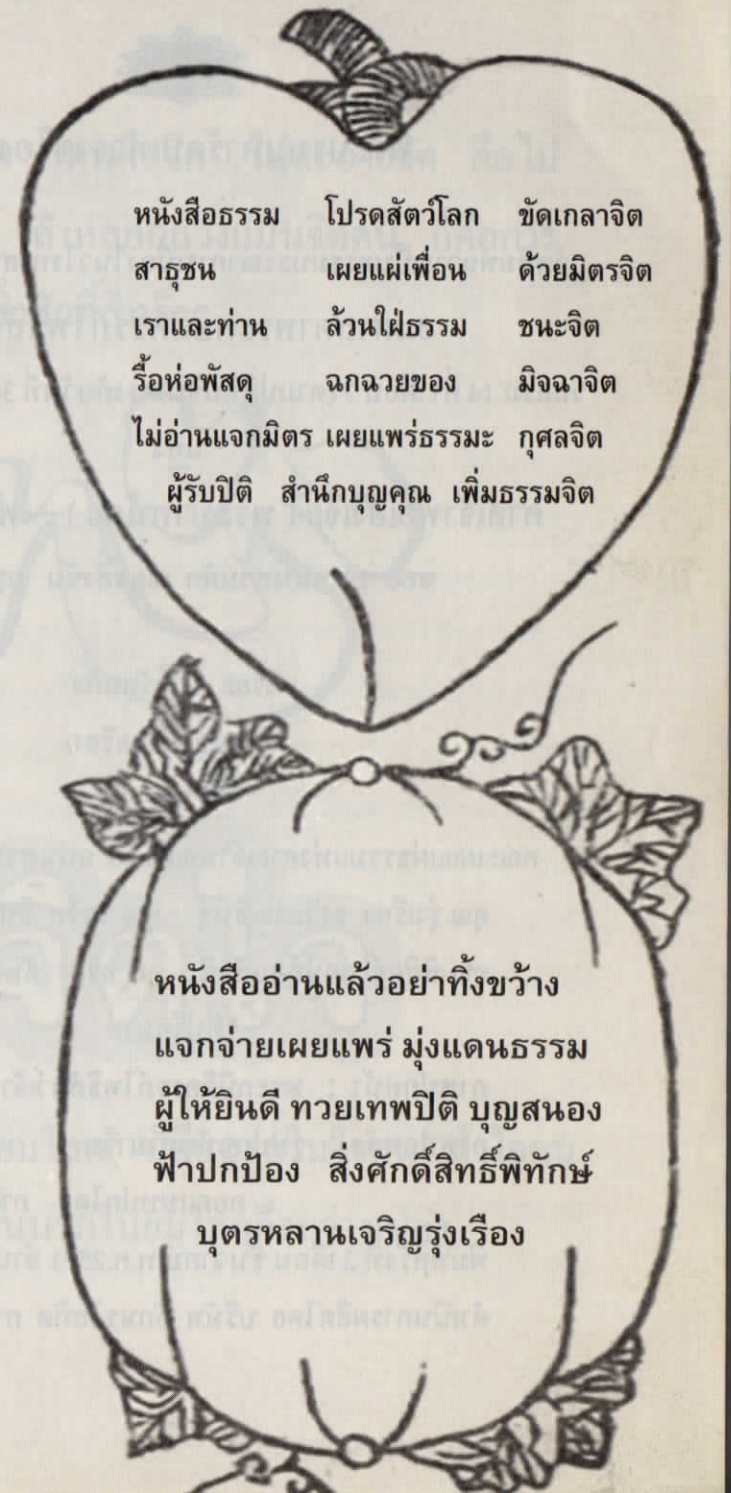 หนังสือธรรม โปรดสัตว์โลก ขัดเกลาจิต
สาธุชน เผยแผ่เพื่อน ด้วยมิตรจิต
เราและท่าน ล้วนใฝ่ธรรม ชนะจิต
รื้อห่อพัสดุ ฉกฉวยของ มิจฉาจิต
ไม่อ่านแจกมิตร เผยแพร่ธรรมะ กุศลจิต
ผู้รับปิติ สำนึกบุญคุณ เพิ่มธรรมจิต
หนังสืออ่านแล้วอย่าทิ้งขว้าง
แจกจ่ายเผยแพร่ มุ่งแดนธรรม
ผู้ให้ยินดี ทวยเทพปิติ บุญสนอง
ฟ้าปกป้อง สิ่งศักดิ์สิทธิ์พิทักษ์
บุตรหลานเจริญรุ่งเรือง